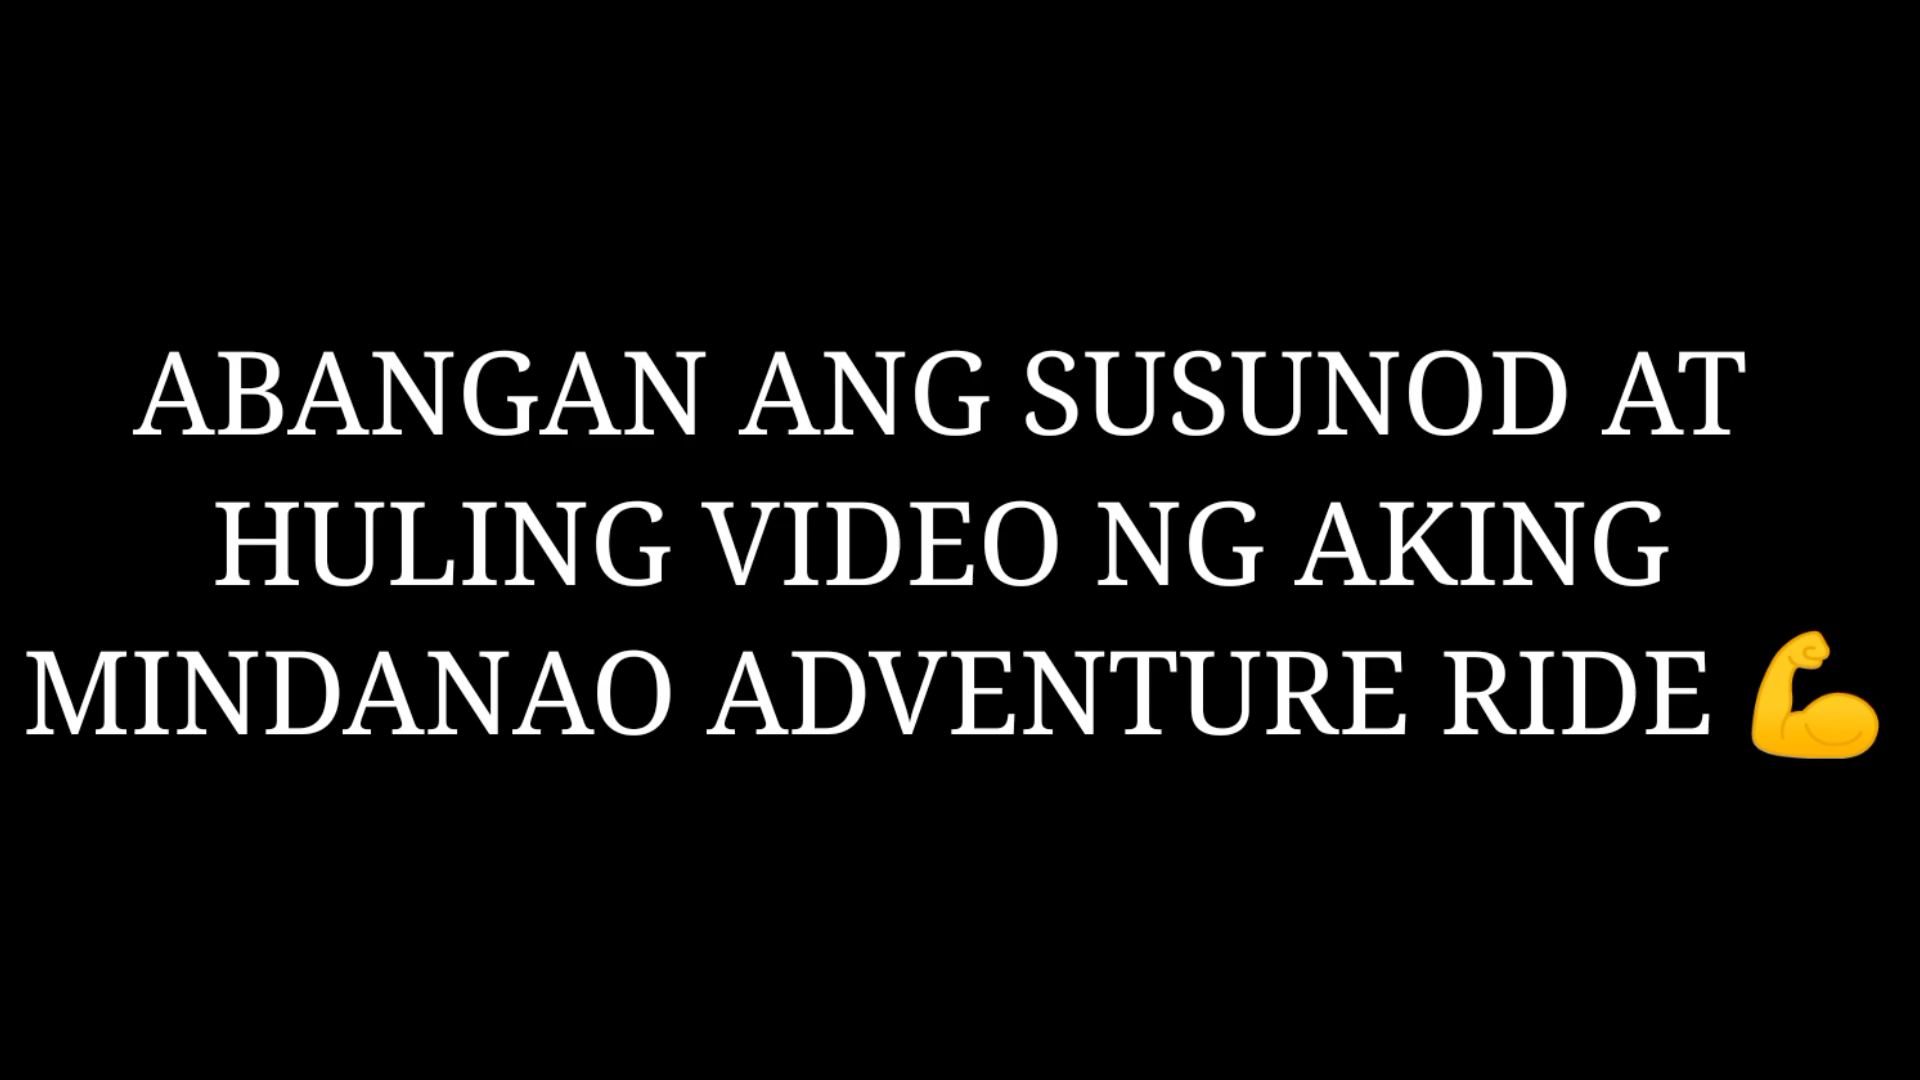 ABANGAN ANG SUSUNOD AT
HULING VIDEO NG AKING
MINDANAO ADVENTURE RIDE 💪